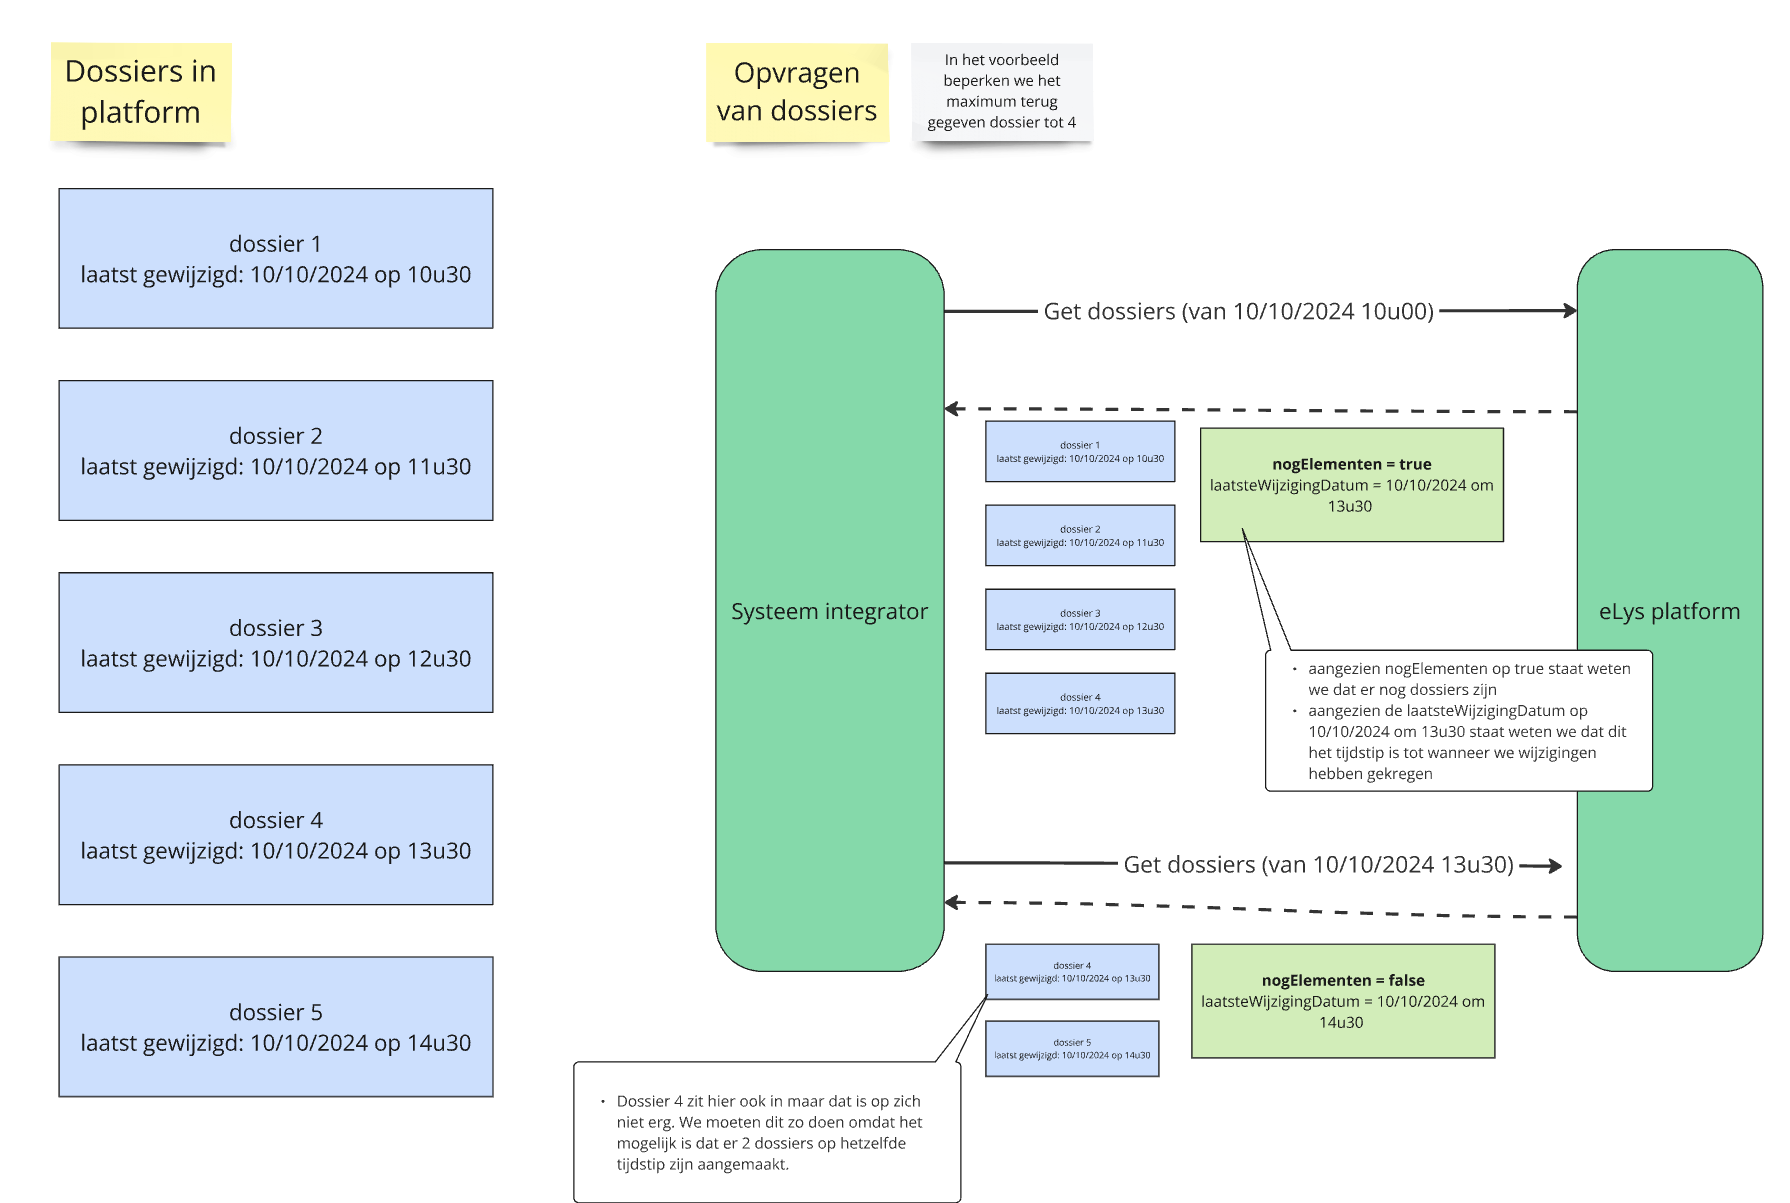 Dossiers in
platform
Opvragen
van dossiers
In het voorbeeld
beperken we het
maximum terug
gegeven dossier tot 4
dossier 1
laatst gewijzigd: 10/10/2024 op 10u30
dossier 2
laatst gewijzigd: 10/10/2024 op 11u30
dossier 3
laatst gewijzigd: 10/10/2024 op 12u30
dossier 4
laatst gewijzigd: 10/10/2024 op 13u30
dossier 5
laatst gewijzigd: 10/10/2024 op 14u30
Systeem integrator
eLys platform
Get dossiers (van 10/10/2024 10u00)
dossier 1
laatst gewijzigd: 10/10/2024 op 10u30
dossier 2
laatst gewijzigd: 10/10/2024 op 11u30
dossier 3
laatst gewijzigd: 10/10/2024 op 12u30
dossier 4
laatst gewijzigd: 10/10/2024 op 13u30
nogElementen = true
laatsteWijzigingDatum = 10/10/2024 om
13u30
• aangezien nogElementen op true staat weten
we dat er nog dossiers zijn
• aangezien de laatsteWijzigingDatum op
10/10/2024 om 13u30 staat weten we dat dit
het tijdstip is tot wanneer we wijzigingen
hebben gekregen
Get dossiers (van 10/10/2024 13u30)
dossier 4
laatst gewijzigd: 10/10/2024 op 13u30
dossier 5
laatst gewijzigd: 10/10/2024 op 14u30
nogElementen = false
laatsteWijzigingDatum = 10/10/2024 om
14u30
• Dossier 4 zit hier ook in maar dat is op zich
niet erg. We moeten dit zo doen omdat het
mogelijk is dat er 2 dossiers op hetzelfde
tijdstip zijn aangemaakt.